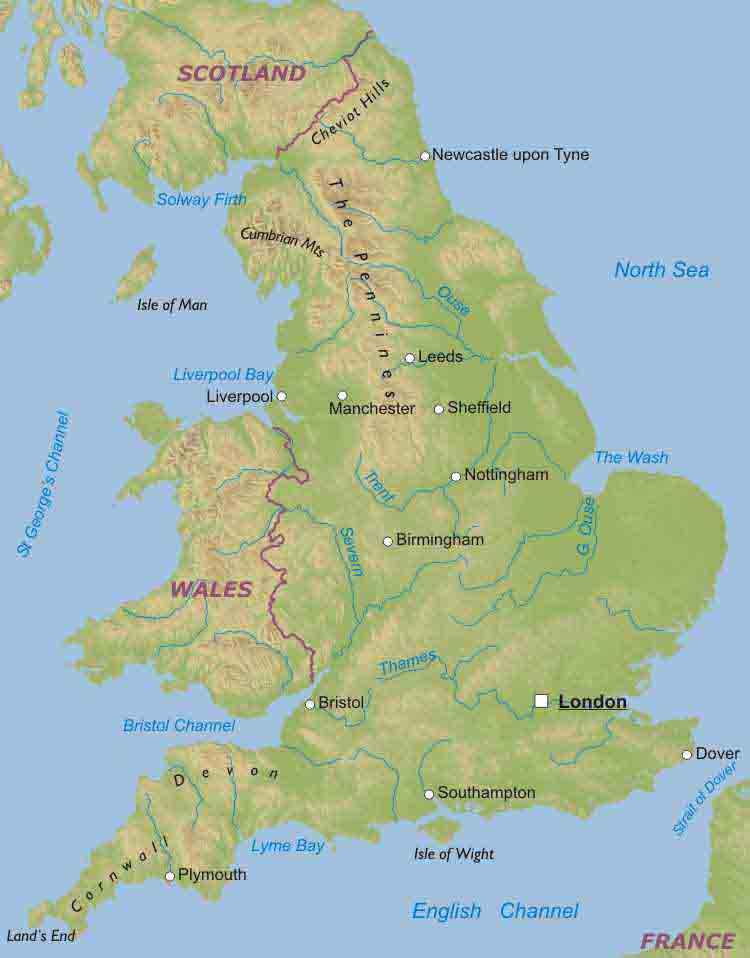 SCOTLAND
Cheviot Hills
Newcastle upon Tyne
Solway Firth
The Pennines
Cumbrian Mts
North Sea
Isle of Man
Ouse
Leeds
Liverpool Bay
Liverpool
Manchester
Sheffield
St George's Channel
The Wash
Nottingham
Trent
G. Ouse
Severn
Birmingham
WALES
Thames
London
Bristol
Bristol Channel
Dover
Strait of Dover
Devon
Southampton
Lyme Bay
Isle of Wight
Cornwall
Plymouth
English Channel
Land's End
FRANCE